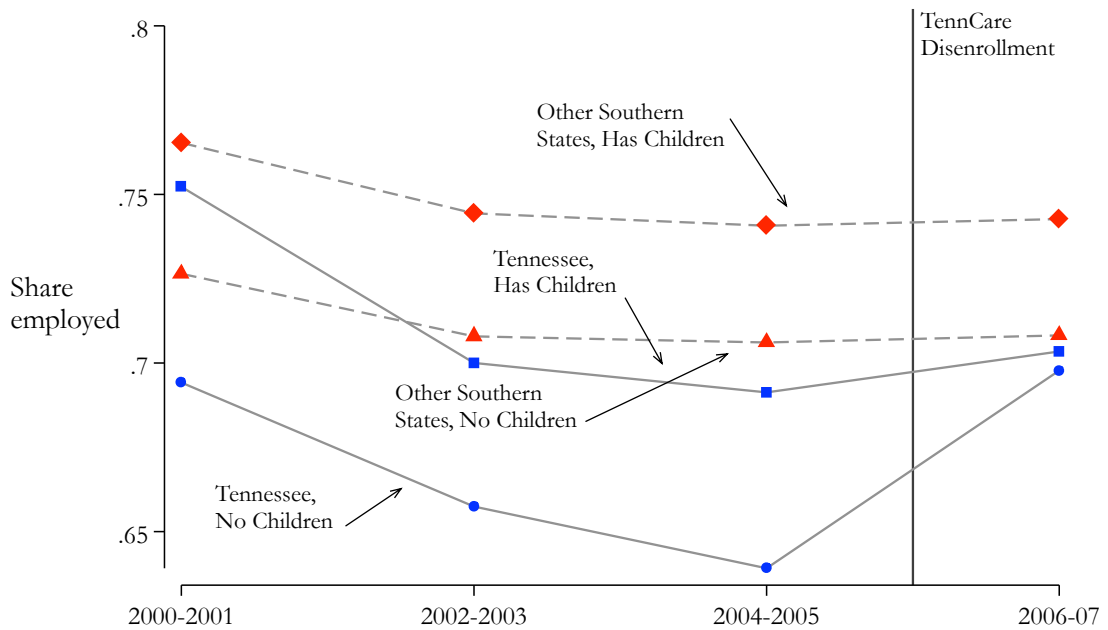 .8
TennCare
Disenrollment
Other Southern
States, Has Children
.75
Tennessee,
Has Children
Share
employed
.7
Other Southern
States, No Children
Tennessee,
No Children
.65
2000-2001
2002-2003
2004-2005
2006-07